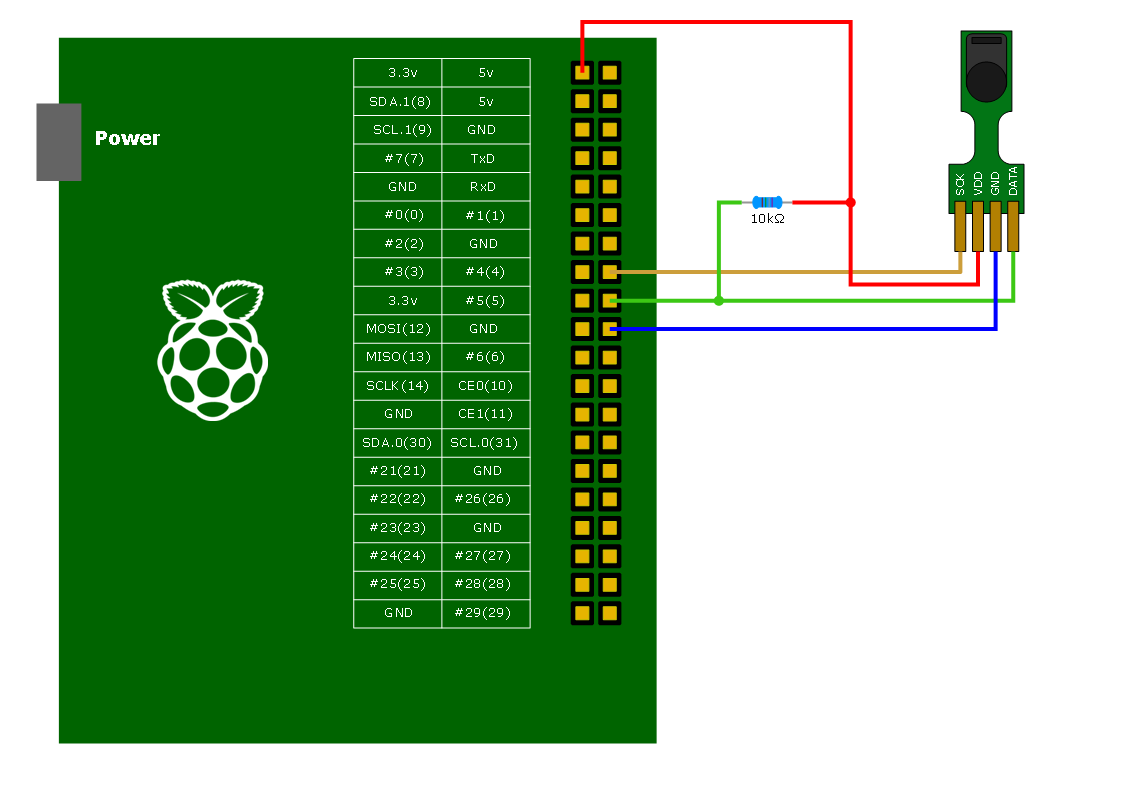 Power
3.3v 5v
SDA.1(8) 5v
SCL.1(9) GND
#7(7) TxD
GND RxD
#0(0) #1(1)
#2(2) GND
#3(3) #4(4)
3.3v #5(5)
MOSI(12) GND
MISO(13) #6(6)
SCLK(14) CE0(10)
GND CE1(11)
SDA.0(30) SCL.0(31)
#21(21) GND
#22(22) #26(26)
#23(23) GND
#24(24) #27(27)
#25(25) #28(28)
GND #29(29)
10kΩ
SCK
VDD
GND
DATA